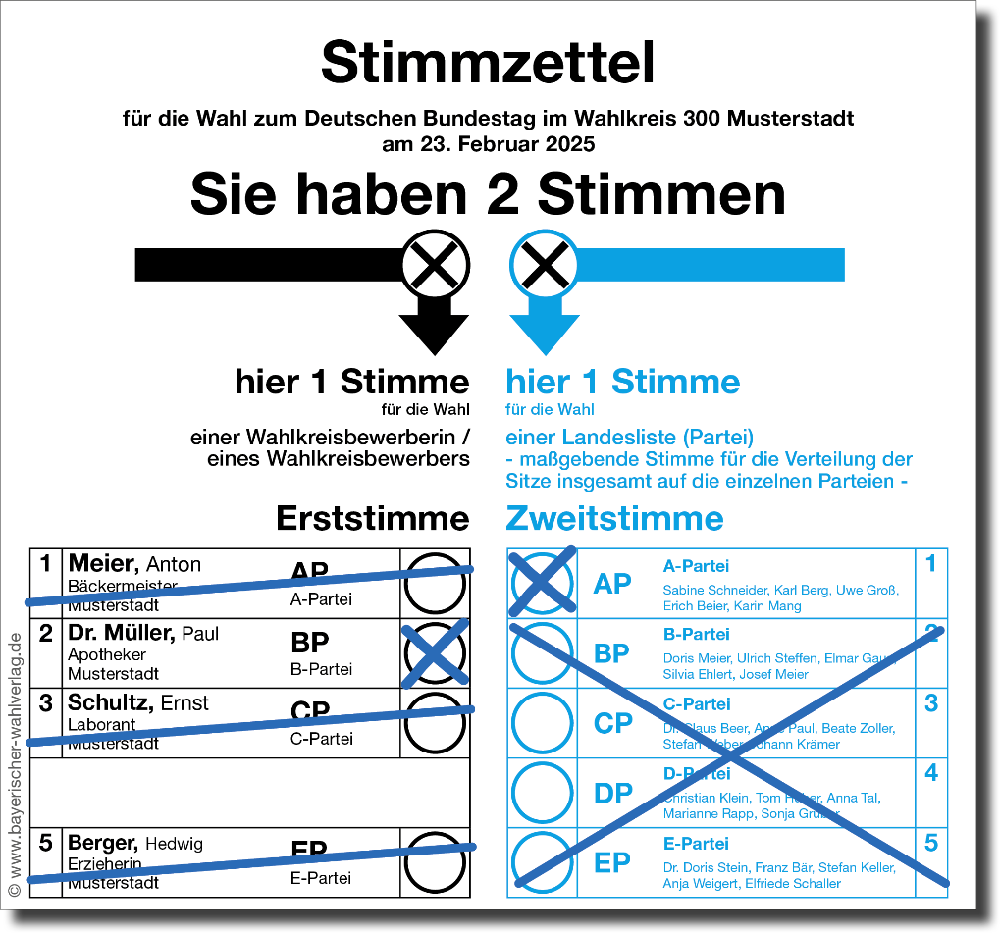 Stimmzettel
für die Wahl zum Deutschen Bundestag im Wahlkreis 300 Musterstadt
am 23. Februar 2025
Sie haben 2 Stimmen
hier 1 Stimme
für die Wahl
einer Wahlkreisbewerberin /
eines Wahlkreisbewerbers
Erststimme
hier 1 Stimme
für die Wahl
einer Landesliste (Partei)
- maßgebende Stimme für die Verteilung der
Sitze insgesamt auf die einzelnen Parteien -
Zweitstimme
1 Meier, Anton AP
Bäckermeister A-Partei
Musterstadt
2 Dr. Müller, Paul BP
Apotheker B-Partei
Musterstadt
3 Schultz, Ernst CP
Laborant C-Partei
Musterstadt
5 Berger, Hedwig EP
Erzieherin E-Partei
Musterstadt
AP A-Partei 1
Sabine Schneider, Karl Berg, Uwe Groß,
Erich Beier, Karin Mang
BP B-Partei 2
Doris Meier, Ulrich Steffen, Elmar
Silvia Ehlert, Josef Meier
CP C-Partei 3
Dr. Claus Beer, Anne Paul, Beate Zoller,
Stefan Weber, Johann Krämer
DP D-Partei 4
Christian Klein, Tom Huber, Anna Tal,
Marianne Rapp, Sonja Gruber
EP E-Partei 5
Dr. Doris Stein, Franz Bär, Stefan Keller,
Anja Weigert, Elfriede Schaller
© www.bayerischer-wahlverlag.de